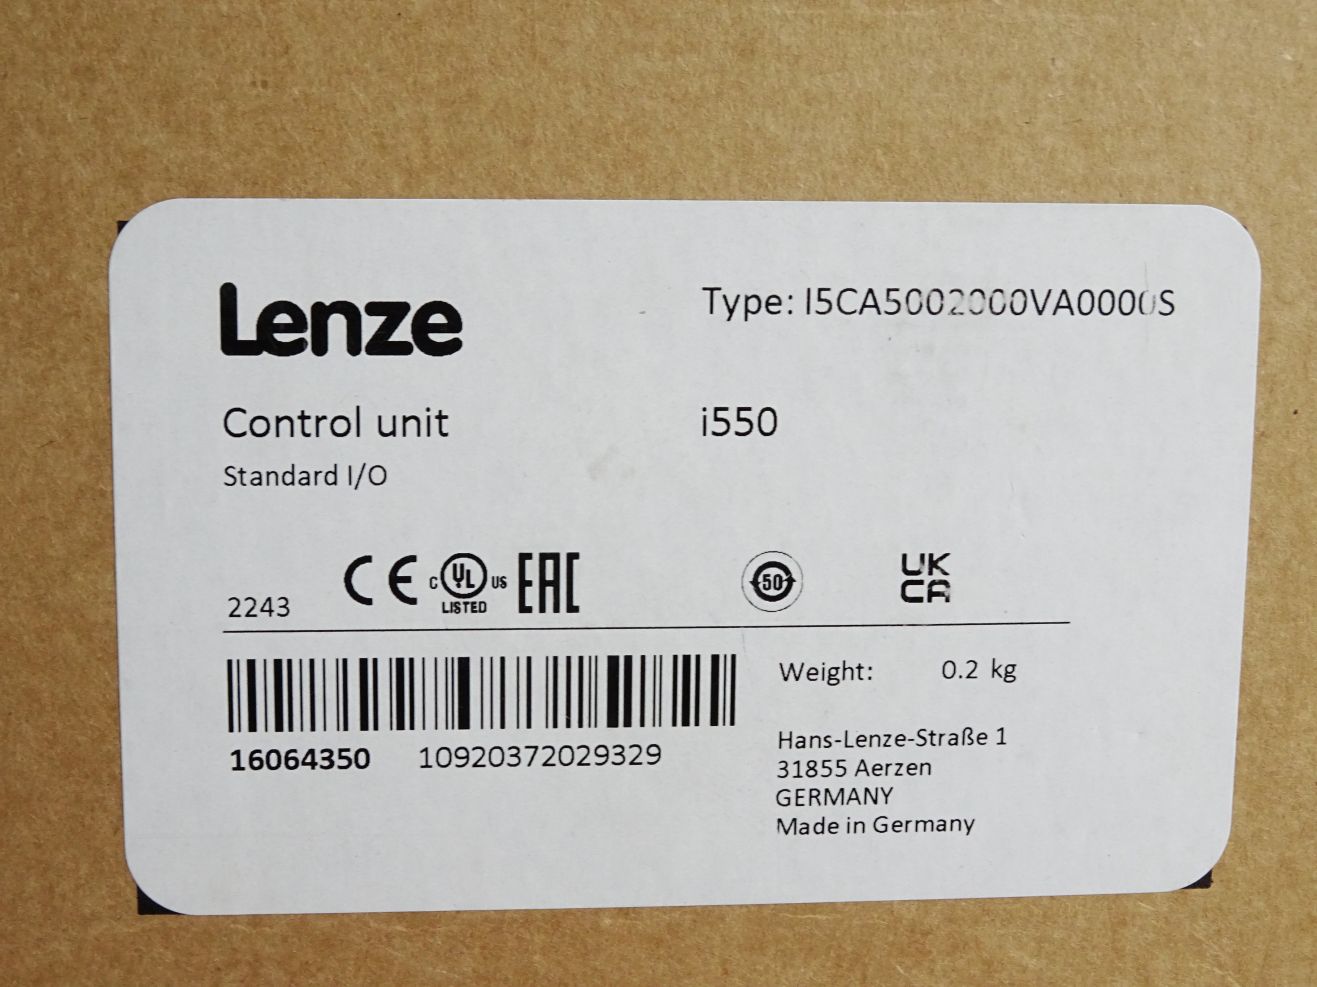 Lenze
Type: I5CA5002000VA0000S
Control unit
i550
Standard I/O
2243
CE
C UL US
LISTED
EAC
50
UK
CA
Weight: 0.2 kg
16064350 10920372029329
Hans-Lenze-Straße 1
31855 Aerzen
GERMANY
Made in Germany